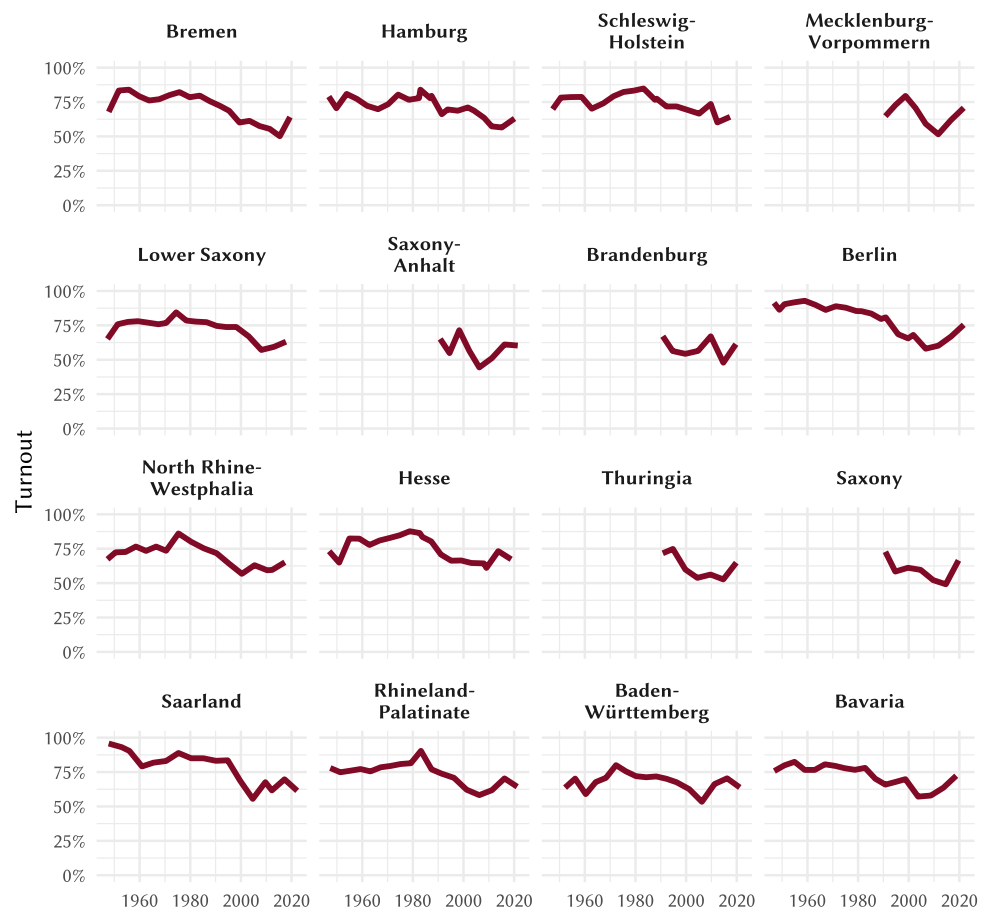 Bremen
Hamburg
Schleswig-
Holstein
Mecklenburg-
Vorpommern
100%
75%
50%
25%
0%
Lower Saxony
Saxony-
Anhalt
Brandenburg
Berlin
100%
75%
50%
25%
0%
Turnout
North Rhine-
Westphalia
Hesse
Thuringia
Saxony
100%
75%
50%
25%
0%
Saarland
Rhineland-
Palatinate
Baden-
Württemberg
Bavaria
100%
75%
50%
25%
0%
1960 1980 2000 2020 1960 1980 2000 2020 1960 1980 2000 2020 1960 1980 2000 2020